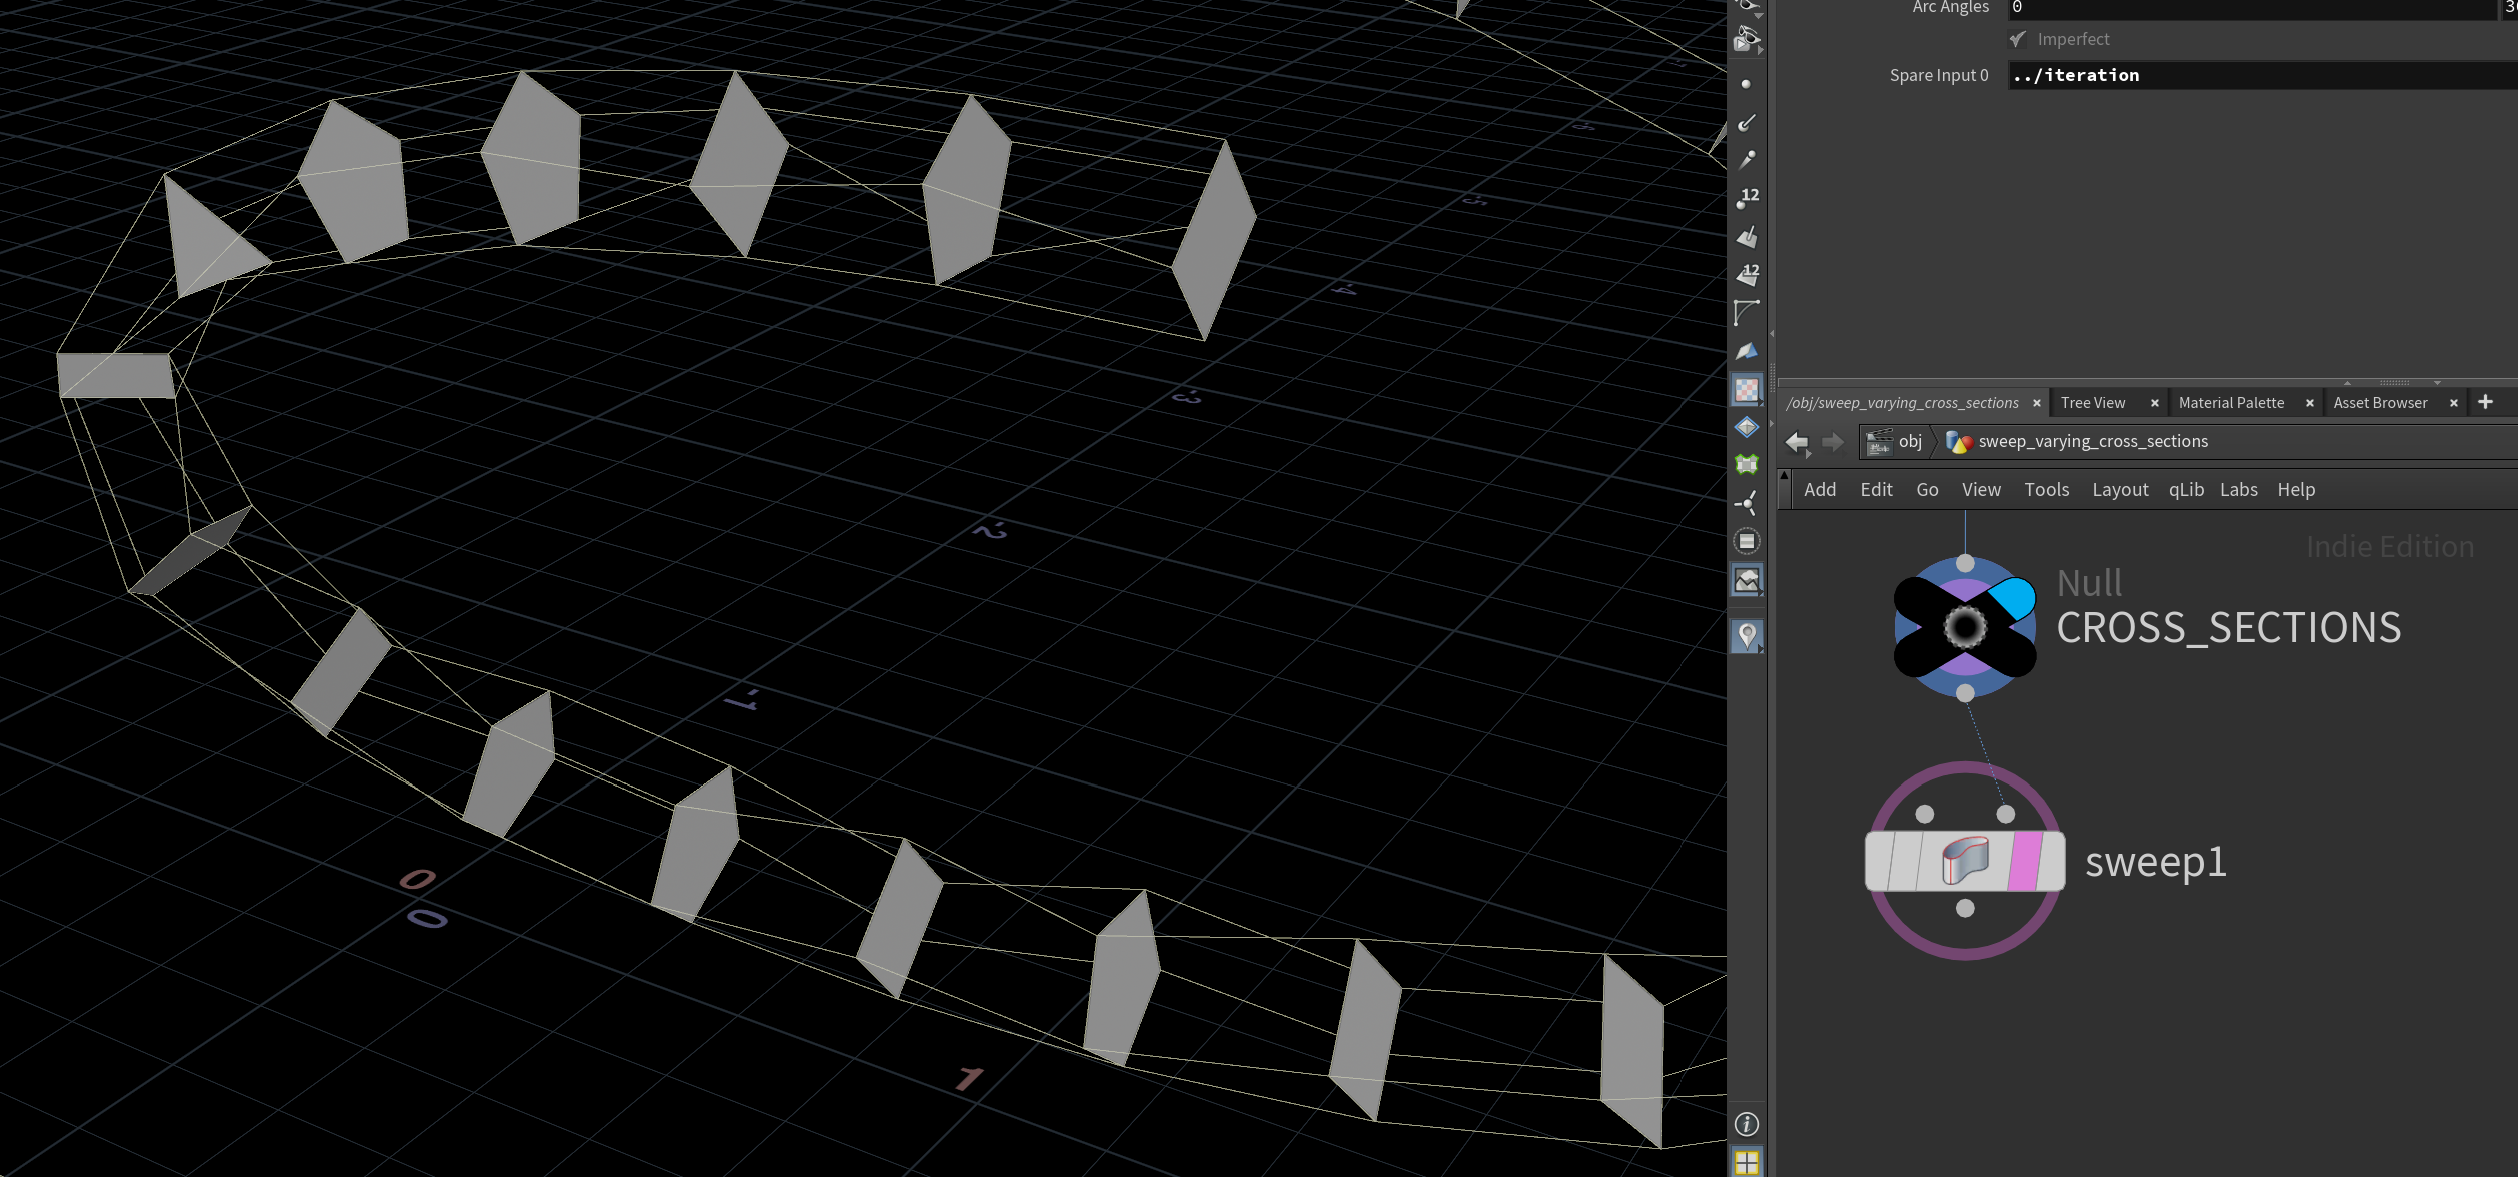 Arc Angles 0
Imperfect
Spare Input 0 ../iteration
12
12
-5
-4
-3
-2
-1
0
0
1
/obj/sweep_varying_cross_sections × Tree View × Material Palette × Asset Browser × +
obj sweep_varying_cross_sections
Add Edit Go View Tools Layout qLib Labs Help
Indie Edition
Null
CROSS_SECTIONS
sweep1